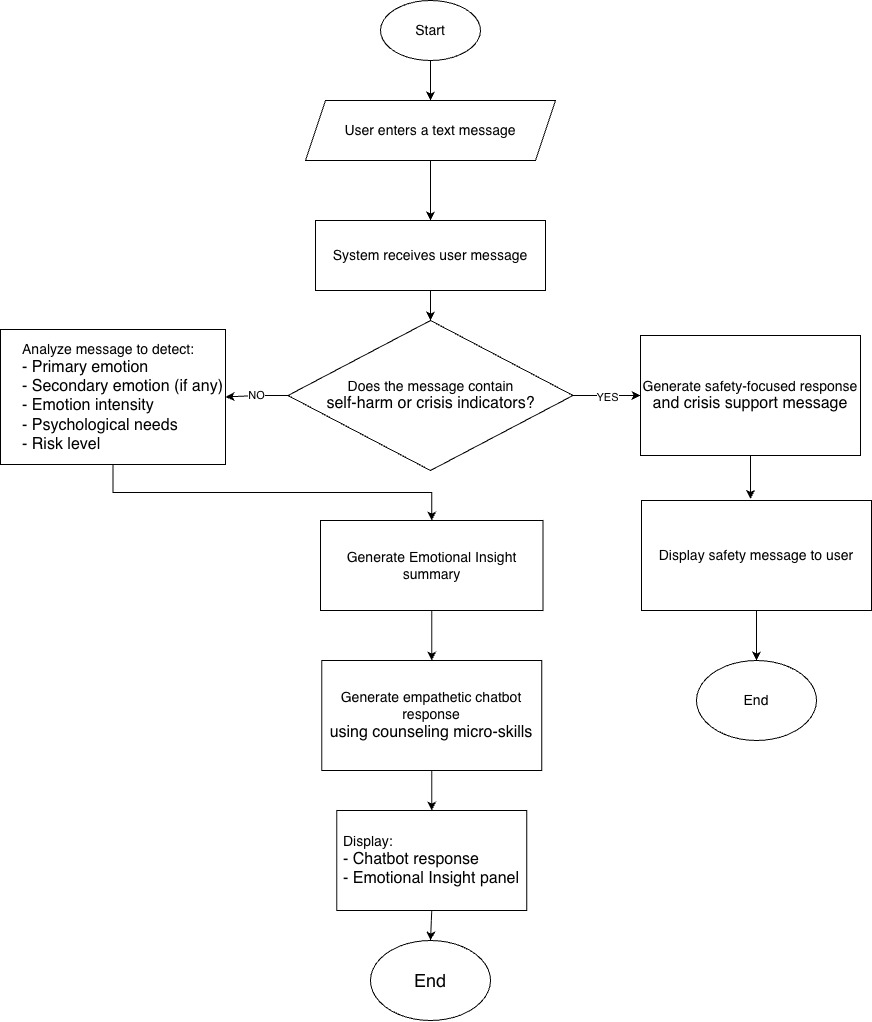 Start
User enters a text message
System receives user message
Does the message contain
self-harm or crisis indicators?
NO
YES
Analyze message to detect:
- Primary emotion
- Secondary emotion (if any)
- Emotion intensity
- Psychological needs
- Risk level
Generate safety-focused response
and crisis support message
Display safety message to user
End
Generate Emotional Insight
summary
Generate empathetic chatbot
response
using counseling micro-skills
Display:
- Chatbot response
- Emotional Insight panel
End